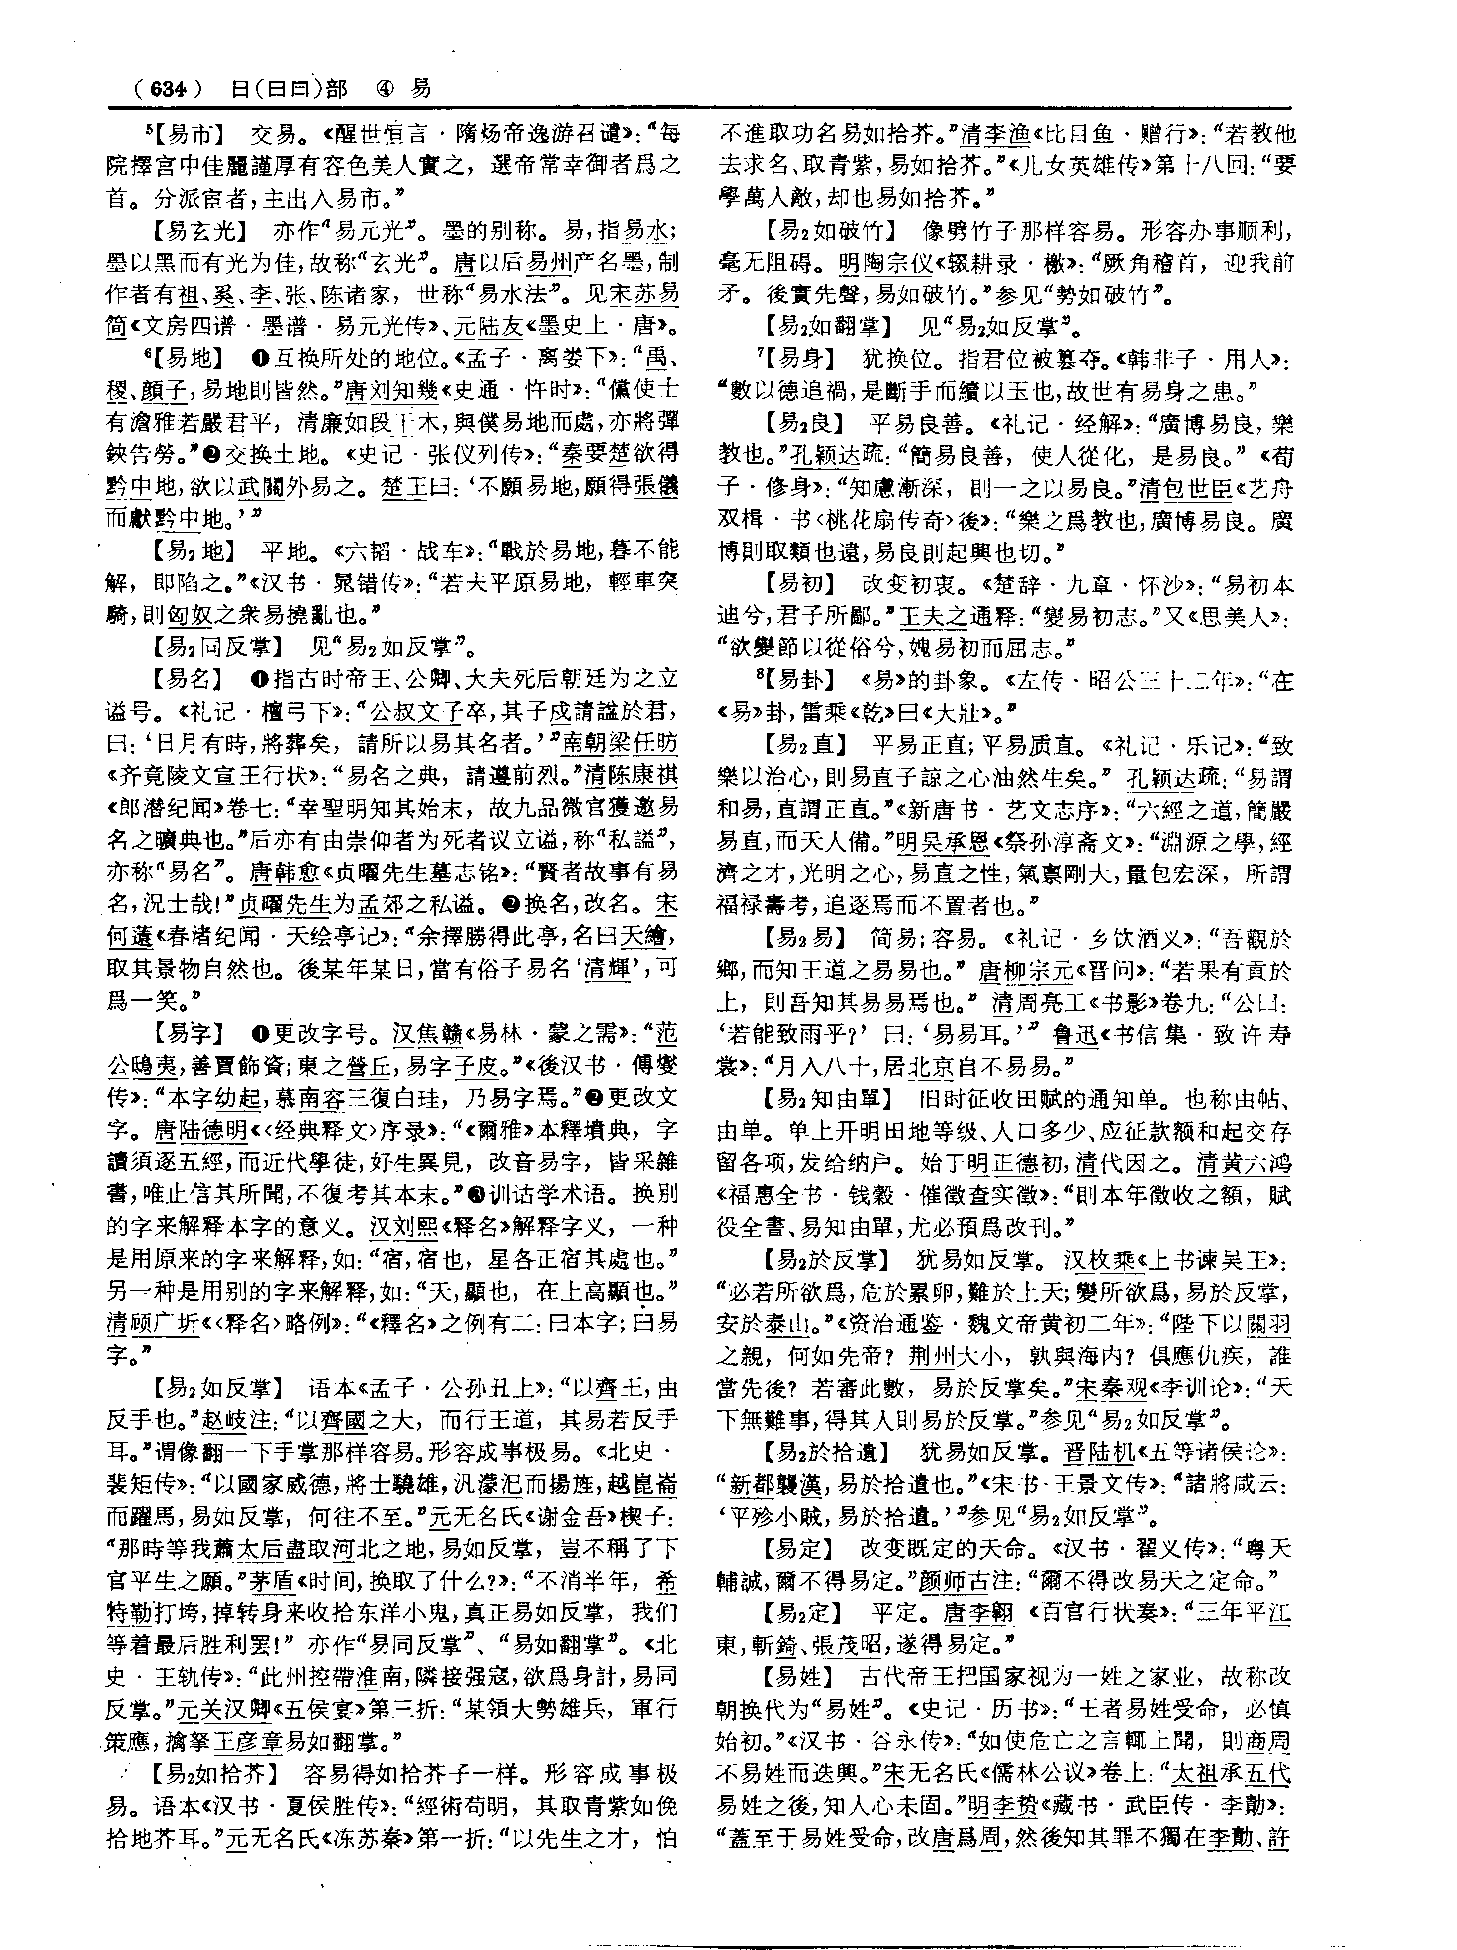 （634） 日(日曰)部 ④ 易
⁵【易市】 交易。《醒世恒言·隋炀帝逸游召谴》：“每
院擇宫中佳麗謹厚有容色美人實之，選帝常幸御者爲之
首。分派宦者，主出入易市。”
【易玄光】 亦作“易元光”。墨的别称。易，指易水；
墨以黑而有光为佳，故称“玄光”。唐以后易州产名墨，制
作者有祖、奚、李、张、陈诸家，世称“易水法”。见宋苏易
简《文房四谱·墨谱·易元光传》、元陆友《墨史上·唐》。
⁶【易地】 ❶互换所处的地位。《孟子·离娄下》：“禹、
稷、顔子，易地則皆然。”唐刘知幾《史通·忤时》：“儻使士
有澹雅若嚴君平，清廉如段干木，與僕易地而處，亦將彈
鋏告勞。”❷交换土地。《史记·张仪列传》：“秦要楚欲得
黔中地，欲以武關外易之。楚王曰：‘不願易地，願得張儀
而獻黔中地。’”
【易₂地】 平地。《六韬·战车》：“戰於易地，暮不能
解，即陷之。”《汉书·晁错传》：“若夫平原易地，輕車突
騎，則匈奴之衆易撓亂也。”
【易₂同反掌】 见“易₂如反掌”。
【易名】 ❶指古时帝王、公卿、大夫死后朝廷为之立
谥号。《礼记·檀弓下》：“公叔文子卒，其子戍請諡於君，
曰：‘日月有時，將葬矣，請所以易其名者。’”南朝梁任昉
《齐竟陵文宣王行状》：“易名之典，請遵前烈。”清陈康祺
《郎潜纪闻》卷七：“幸聖明知其始末，故九品微官獲邀易
名之曠典也。”后亦有由崇仰者为死者议立谥，称“私謚”，
亦称“易名”。唐韩愈《贞曜先生墓志铭》：“賢者故事有易
名，况士哉！”贞曜先生为孟郊之私谥。❷换名，改名。宋
何薳《春渚纪闻·天绘亭记》：“余擇勝得此亭，名曰天繪，
取其景物自然也。後某年某日，當有俗子易名‘清輝’，可
爲一笑。”
【易字】 ❶更改字号。汉焦赣《易林·蒙之需》：“范
公鴟夷，善賈飾資；東之營丘，易字子皮。”《後汉书·傅燮
传》：“本字幼起，慕南容三復白珪，乃易字焉。”❷更改文
字。唐陆德明《〈经典释文〉序录》：“《爾雅》本釋墳典，字
讀須逐五經，而近代學徒，好生異見，改音易字，皆采雜
書，唯止信其所聞，不復考其本末。”❸训诂学术语。换别
的字来解释本字的意义。汉刘熙《释名》解释字义，一种
是用原来的字来解释，如：“宿，宿也，星各正宿其處也。”
另一种是用别的字来解释，如：“天，顯也，在上高顯也。”
清顾广圻《〈释名〉略例》：“《釋名》之例有二：曰本字；曰易
字。”
【易₂如反掌】 语本《孟子·公孙丑上》：“以齊王，由
反手也。”赵岐注：“以齊國之大，而行王道，其易若反手
耳。”谓像翻一下手掌那样容易。形容成事极易。《北史·
裴矩传》：“以國家威德，將士驍雄，汎濛汜而揚旌，越崑崙
而躍馬，易如反掌，何往不至。”元无名氏《谢金吾》楔子：
“那時等我蕭太后盡取河北之地，易如反掌，豈不稱了下
官平生之願。”茅盾《时间，换取了什么？》：“不消半年，希
特勒打垮，掉转身来收拾东洋小鬼，真正易如反掌，我们
等着最后胜利罢！” 亦作“易同反掌”、“易如翻掌”。《北
史·王轨传》：“此州控帶淮南，隣接强寇，欲爲身計，易同
反掌。”元关汉卿《五侯宴》第三折：“某領大勢雄兵，軍行
策應，擒拏王彦章易如翻掌。”
【易₂如拾芥】 容易得如拾芥子一样。形容成事极
易。语本《汉书·夏侯胜传》：“經術苟明，其取青紫如俛
拾地芥耳。”元无名氏《冻苏秦》第一折：“以先生之才，怕
不進取功名易如拾芥。”清李渔《比目鱼·赠行》：“若教他
去求名、取青紫，易如拾芥。”《儿女英雄传》第十八回：“要
學萬人敵，却也易如拾芥。”
【易₂如破竹】 像劈竹子那样容易。形容办事顺利，
毫无阻碍。明陶宗仪《辍耕录·檄》：“厥角稽首，迎我前
矛。後實先聲，易如破竹。”参见“勢如破竹”。
【易₂如翻掌】 见“易₂如反掌”。
⁷【易身】 犹换位。指君位被篡夺。《韩非子·用人》：
“數以德追禍，是斷手而續以玉也，故世有易身之患。”
【易₂良】 平易良善。《礼记·经解》：“廣博易良，樂
教也。”孔颖达疏：“簡易良善，使人從化，是易良。” 《荀
子·修身》：“知慮漸深，則一之以易良。”清包世臣《艺舟
双楫·书〈桃花扇传奇〉後》：“樂之爲教也，廣博易良。廣
博則取類也遠，易良則起興也切。”
【易初】 改变初衷。《楚辞·九章·怀沙》：“易初本
迪兮，君子所鄙。”王夫之通释：“變易初志。”又《思美人》：
“欲變節以從俗兮，媿易初而屈志。”
⁸【易卦】 《易》的卦象。《左传·昭公三十二年》：“在
《易》卦，雷乘《乾》曰《大壯》。”
【易₂直】 平易正直；平易质直。《礼记·乐记》：“致
樂以治心，則易直子諒之心油然生矣。” 孔颖达疏：“易謂
和易，直謂正直。”《新唐书·艺文志序》：“六經之道，簡嚴
易直，而天人備。”明吴承恩《祭孙淳斋文》：“淵源之學，經
濟之才，光明之心，易直之性，氣禀剛大，量包宏深，所謂
福禄壽考，追逐焉而不置者也。”
【易₂易】 简易；容易。《礼记·乡饮酒义》：“吾觀於
鄉，而知王道之易易也。” 唐柳宗元《晋问》：“若果有貢於
上，則吾知其易易焉也。” 清周亮工《书影》卷九：“公曰：
‘若能致雨乎？’曰：‘易易耳。’” 鲁迅《书信集·致许寿
裳》：“月入八十，居北京自不易易。”
【易₂知由單】 旧时征收田赋的通知单。也称由帖、
由单。单上开明田地等级、人口多少、应征款额和起交存
留各项，发给纳户。始于明正德初，清代因之。清黄六鸿
《福惠全书·钱穀·催徵查实徵》：“則本年徵收之額，賦
役全書、易知由單，尤必預爲改刊。”
【易₂於反掌】 犹易如反掌。汉枚乘《上书谏吴王》：
“必若所欲爲，危於累卵，難於上天；變所欲爲，易於反掌，
安於泰山。”《资治通鉴·魏文帝黄初二年》：“陛下以關羽
之親，何如先帝？荆州大小，孰與海内？俱應仇疾，誰
當先後？若審此數，易於反掌矣。”宋秦观《李训论》：“天
下無難事，得其人則易於反掌。”参见“易₂如反掌”。
【易₂於拾遺】 犹易如反掌。晋陆机《五等诸侯论》：
“新都襲漢，易於拾遺也。”《宋书·王景文传》：“諸將咸云：
‘平殄小賊，易於拾遺。’”参见“易₂如反掌”。
【易定】 改变既定的天命。《汉书·翟义传》：“粤天
輔誠，爾不得易定。”颜师古注：“爾不得改易天之定命。”
【易₂定】 平定。唐李翱《百官行状奏》：“三年平江
東，斬錡、張茂昭，遂得易定。”
【易姓】 古代帝王把国家视为一姓之家业，故称改
朝换代为“易姓”。《史记·历书》：“王者易姓受命，必慎
始初。”《汉书·谷永传》：“如使危亡之言輒上聞，則商周
不易姓而迭興。”宋无名氏《儒林公议》卷上：“太祖承五代
易姓之後，知人心未固。”明李贽《藏书·武臣传·李勣》：
“蓋至于易姓受命，改唐爲周，然後知其罪不獨在李勣、許